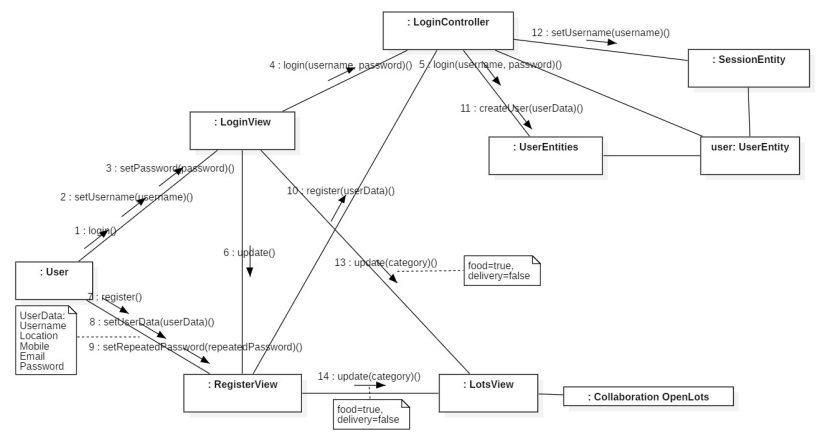 : LoginController
12 : setUsername(username)()
: SessionEntity
4 : login(username, password)()
5 : login(username, password)()
11 : createUser(userData)()
: LoginView
: UserEntities
user: UserEntity
3 : setPassword(password)()
2 : setUsername(username)()
10 : register(userData)()
1 : login()
6 : update()
13 : update(category)()
food=true,
delivery=false
: User
7 : register()
UserData:
Username
Location
Mobile
Email
Password
8 : setUserData(userData)()
9 : setRepeatedPassword(repeatedPassword)()
: RegisterView
14 : update(category)()
: LotsView
: Collaboration OpenLots
food=true,
delivery=false